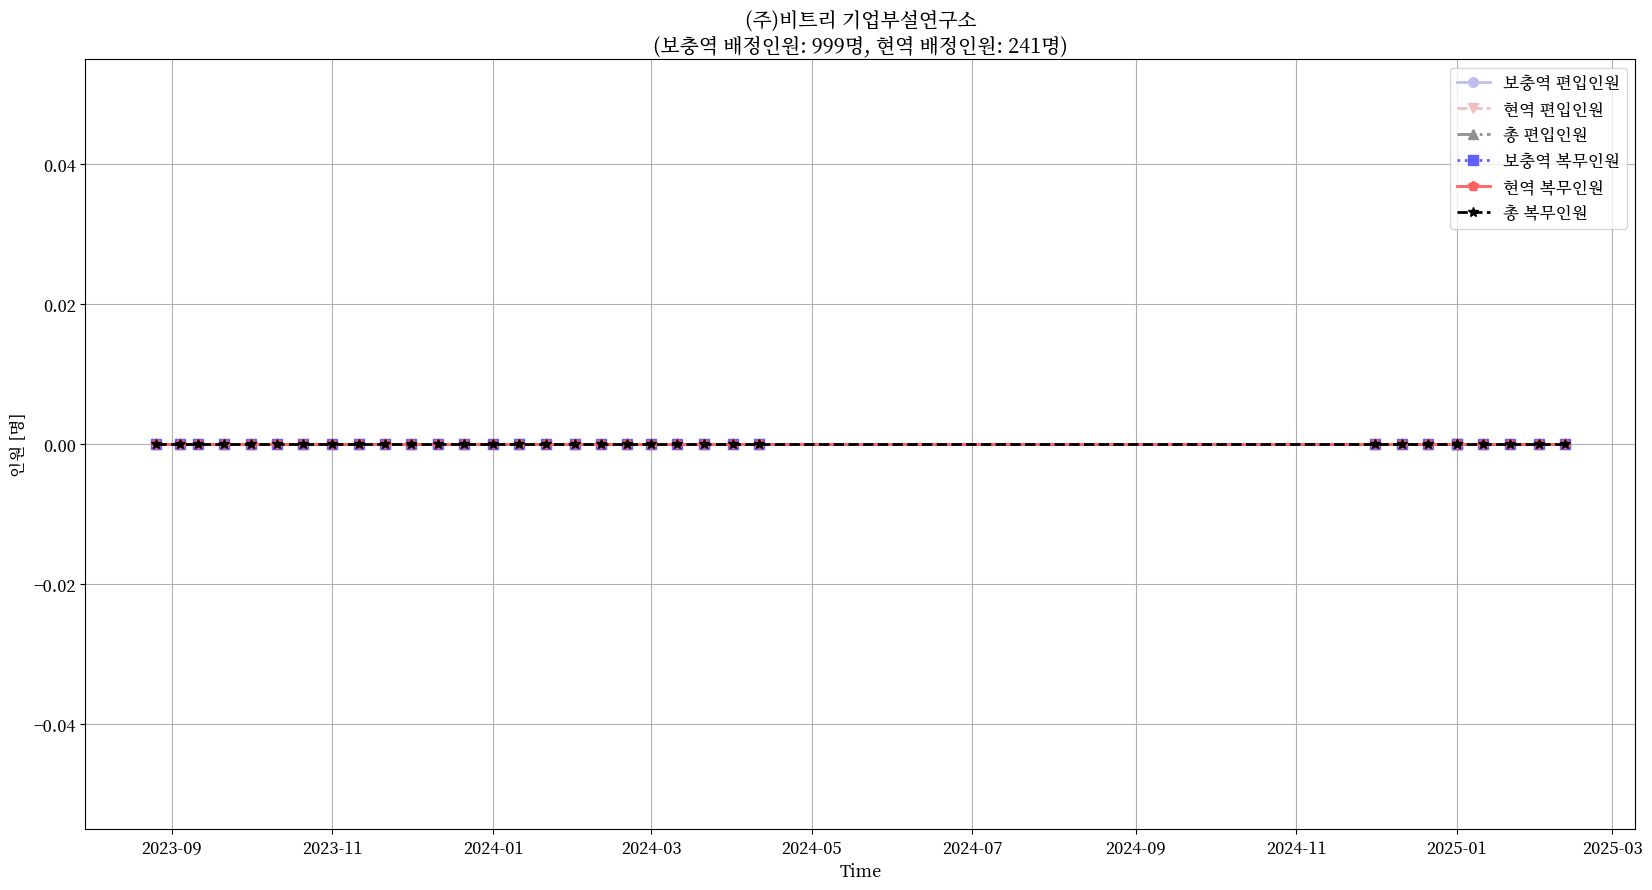 (주)비트리 기업부설연구소
(보충역 배정인원: 999명, 현역 배정인원: 241명)
보충역 편입인원
현역 편입인원
총 편입인원
보충역 복무인원
현역 복무인원
총 복무인원
0.04
0.02
0.00
−0.02
−0.04
인원 [명]
2023-09 2023-11 2024-01 2024-03 2024-05 2024-07 2024-09 2024-11 2025-01 2025-03
Time